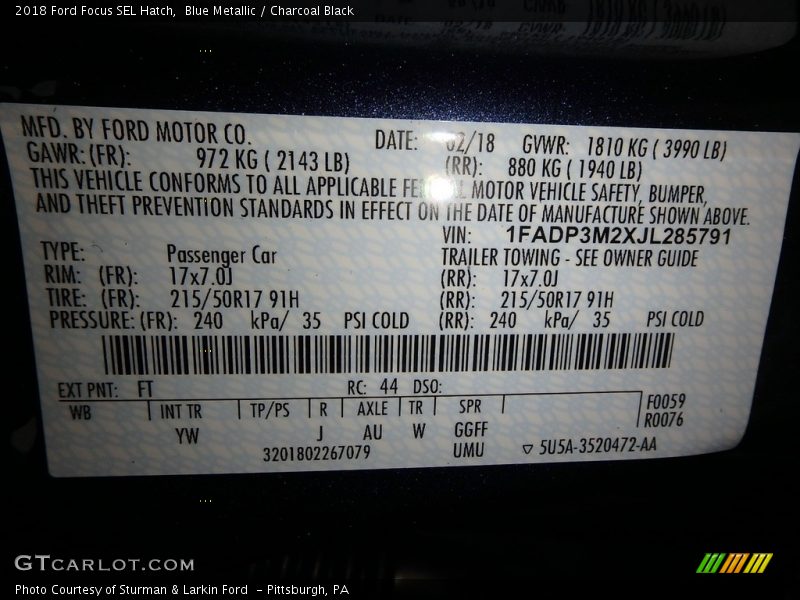 2018 Ford Focus SEL Hatch,  Blue Metallic / Charcoal Black
MFD. BY FORD MOTOR CO.
DATE: 02/18 GVWR: 1810 KG ( 3990 LB)
GAWR: (FR): 972 KG ( 2143 LB) (RR): 880 KG ( 1940 LB)
THIS VEHICLE CONFORMS TO ALL APPLICABLE FEDERAL MOTOR VEHICLE SAFETY, BUMPER,
AND THEFT PREVENTION STANDARDS IN EFFECT ON THE DATE OF MANUFACTURE SHOWN ABOVE.
VIN: 1FADP3M2XJL285791
TYPE: Passenger Car TRAILER TOWING - SEE OWNER GUIDE
RIM: (FR): 17x7.0J (RR): 17x7.0J
TIRE: (FR): 215/50R17 91H (RR): 215/50R17 91H
PRESSURE: (FR): 240 kPa/ 35 PSI COLD (RR): 240 kPa/ 35 PSI COLD
EXT PNT: FT RC: 44 DSO:
WB INT TR TP/PS R AXLE TR SPR F0059
R0076
YW J AU W GGFF
3201802267079 UMU ▽ 5U5A-3520472-AA
GTCARLOT.COM
Photo Courtesy of Sturman & Larkin Ford  - Pittsburgh, PA